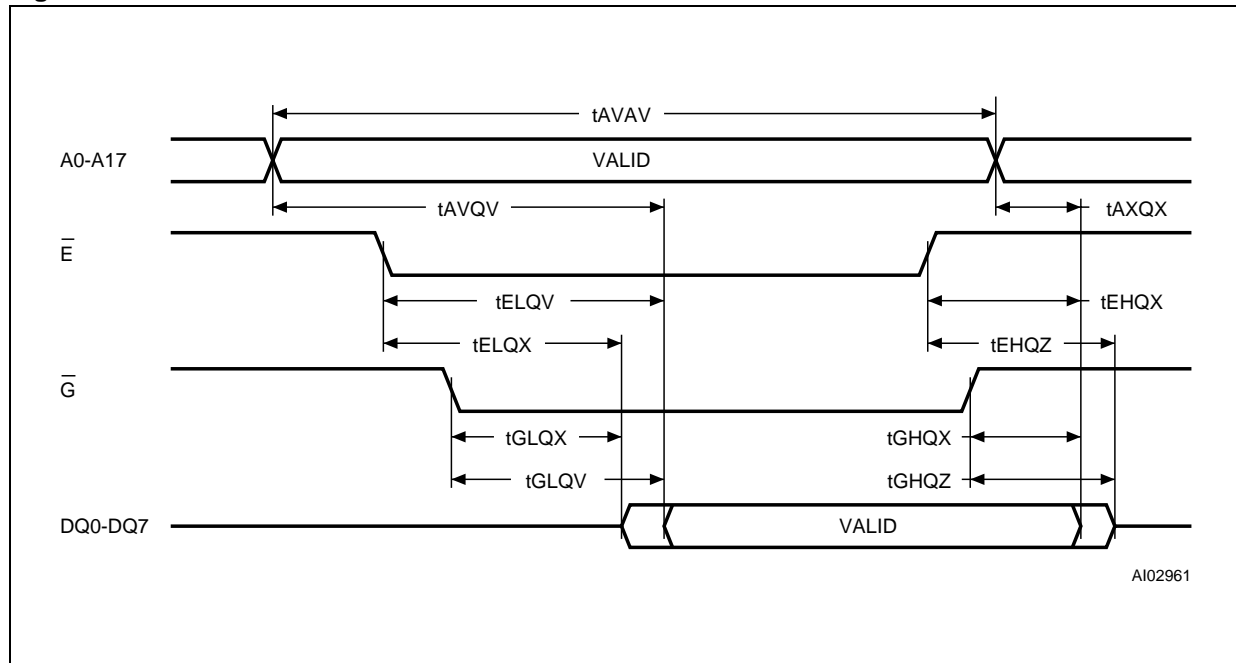 tAVAV
A0-A17
VALID
tAVQV
tAXQX
E̅
tELQV
tEHQX
tELQX
tEHQZ
G̅
tGLQX
tGHQX
tGLQV
tGHQZ
DQ0-DQ7
VALID
AI02961